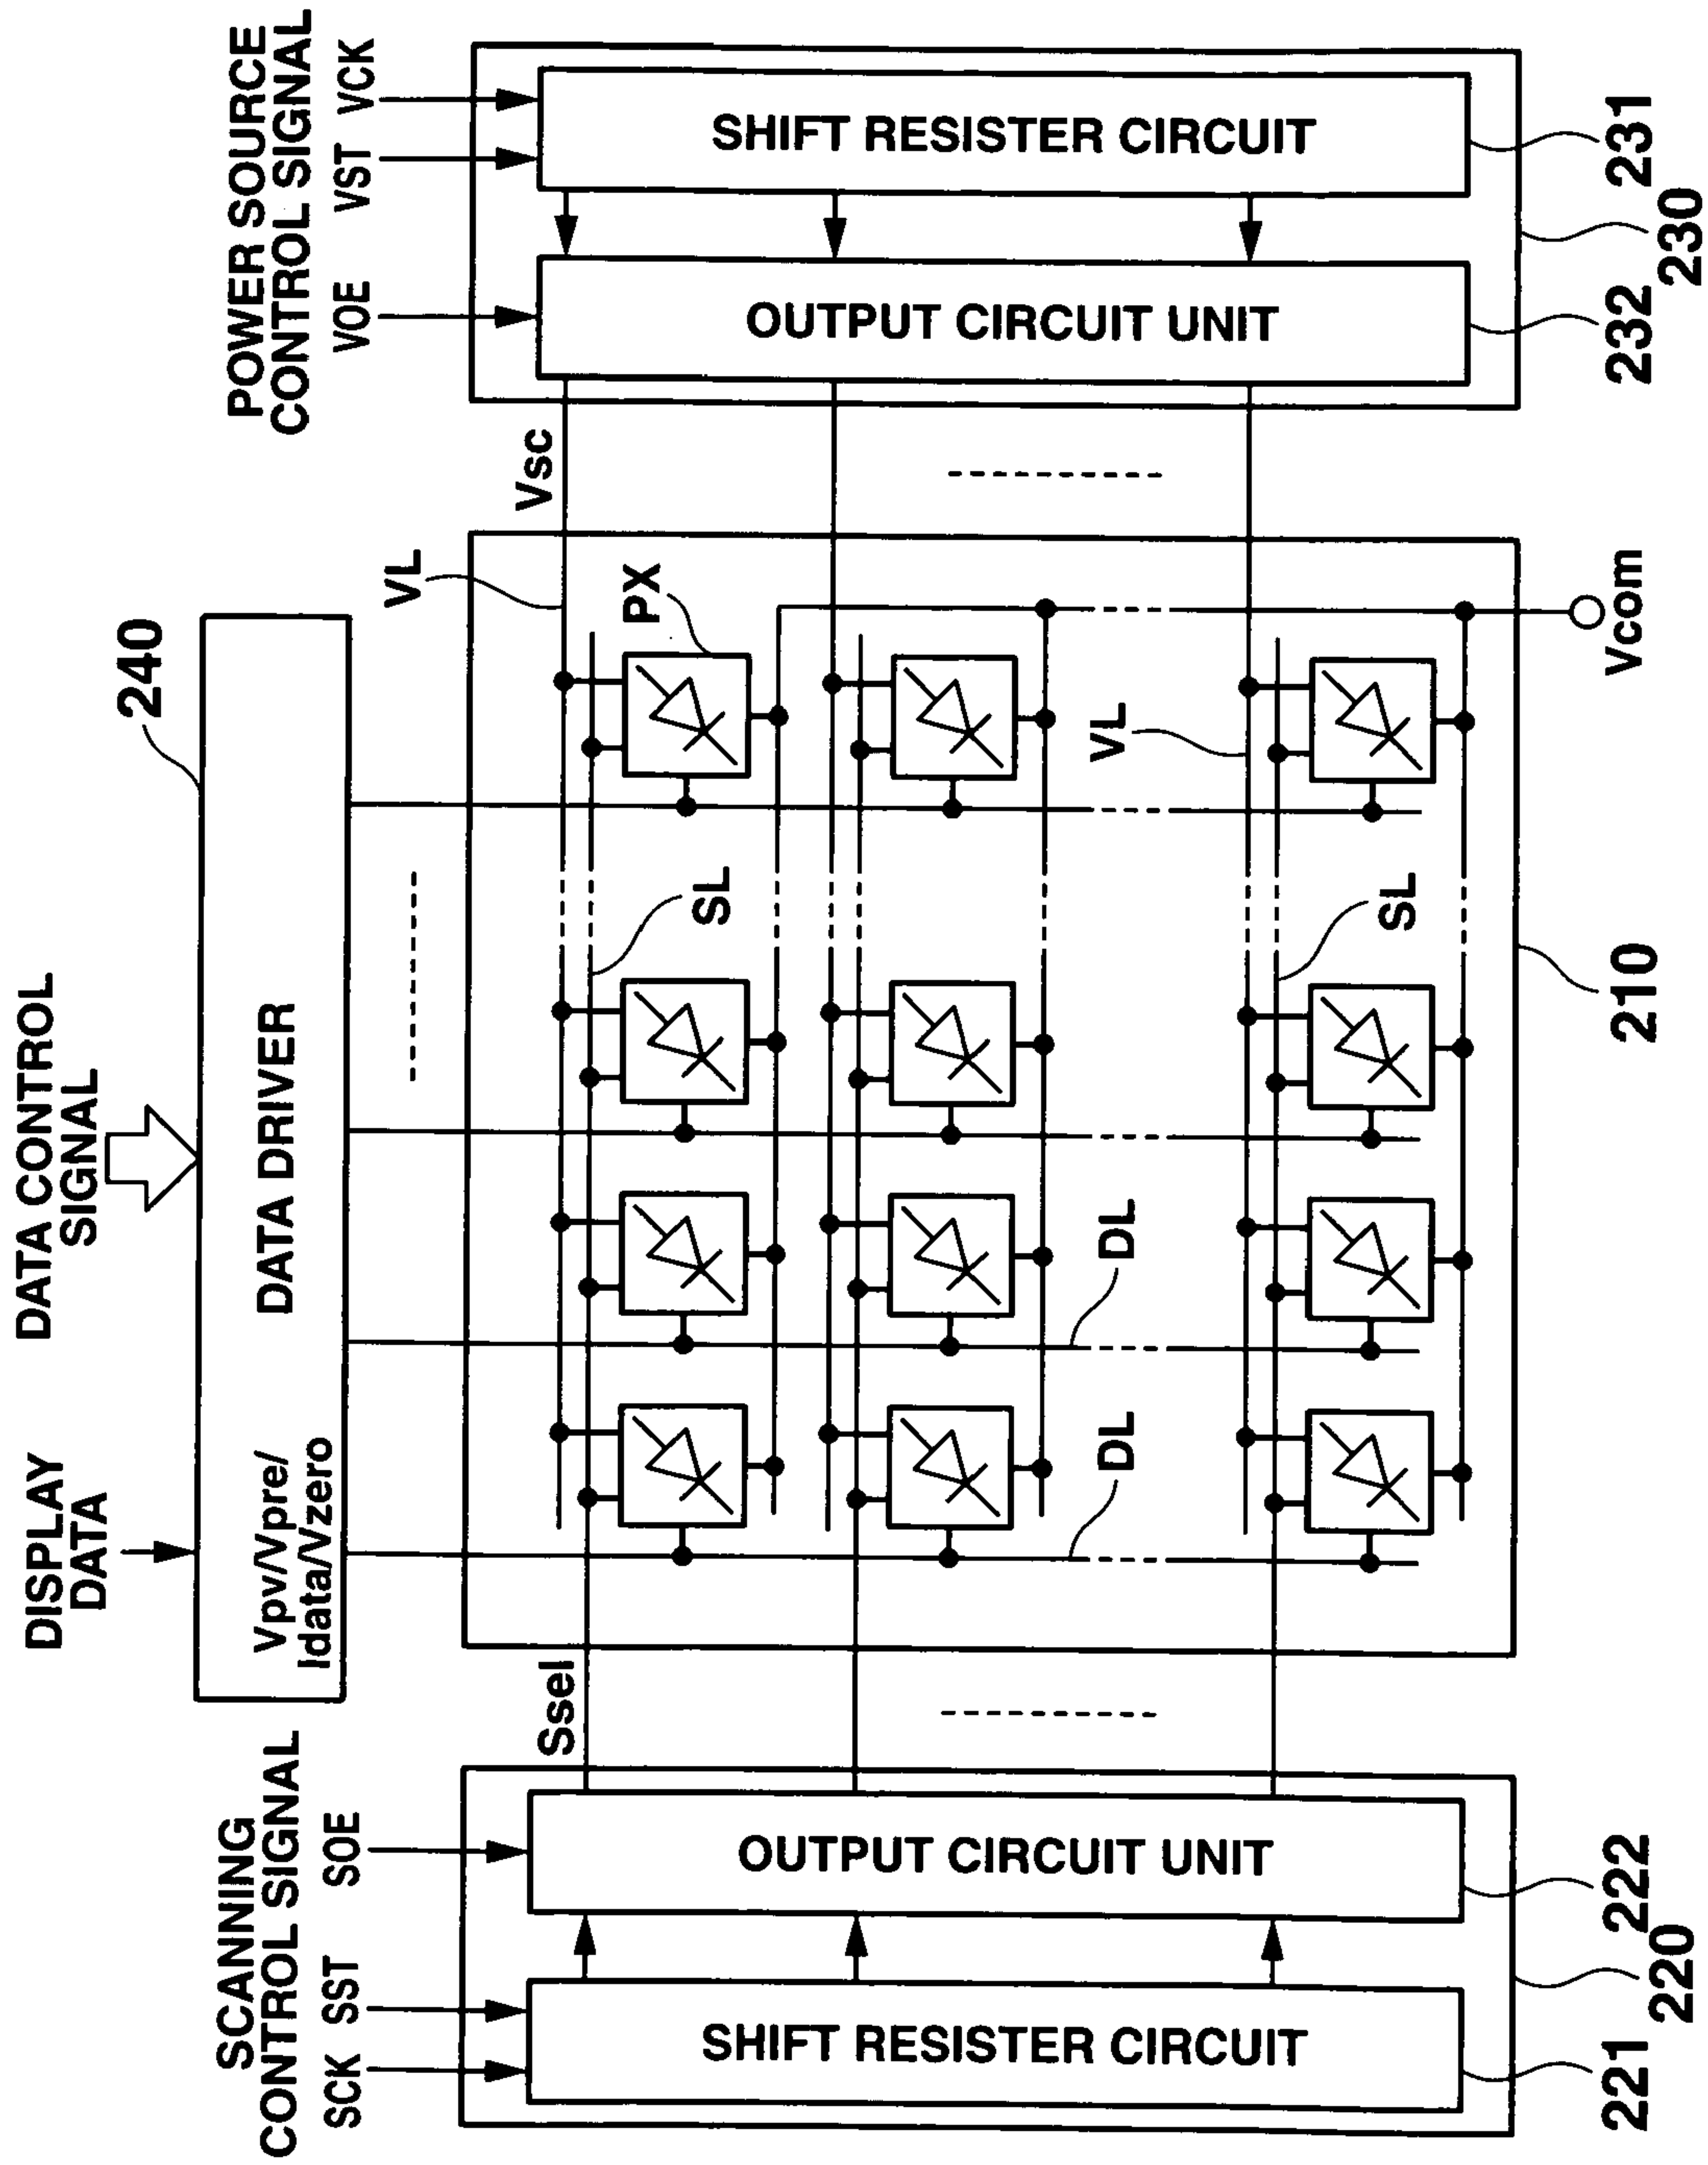 DISPLAY
DATA
DATA CONTROL
SIGNAL
240
DATA DRIVER
Vpv/Vpre/
Idata/Vzero
SCANNING
CONTROL SIGNAL
SCK
SST
SOE
POWER SOURCE
CONTROL SIGNAL
VOE
VST
VCK
Ssel
Vsc
VL
PX
SL
DL
DL
VL
SL
SHIFT RESISTER CIRCUIT
OUTPUT CIRCUIT UNIT
OUTPUT CIRCUIT UNIT
SHIFT RESISTER CIRCUIT
221
220
222
210
Vcom
232
230
231